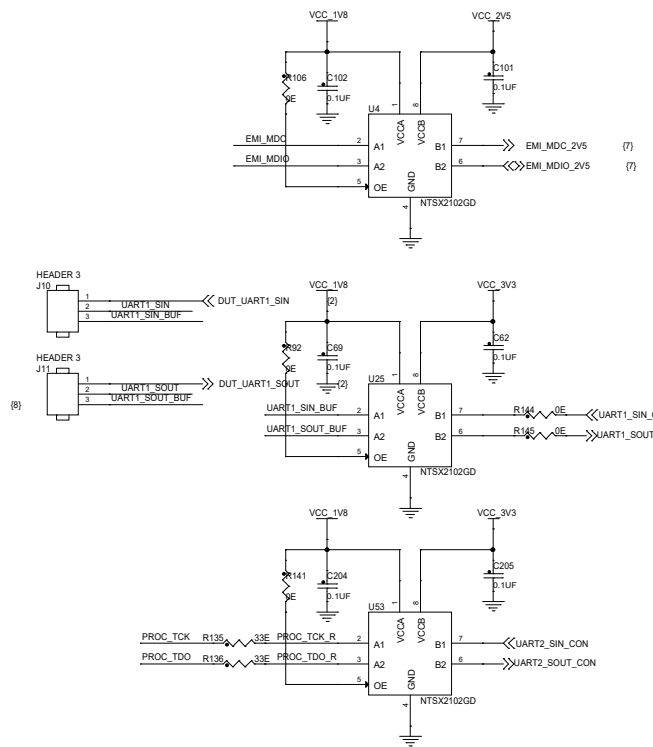 VCC_1V8
VCC_2V5
R106
0E
C102
0.1UF
C101
0.1UF
U4
1
8
VCCA
VCCB
EMI_MDC
2
A1
B1
7
EMI_MDC_2V5
{7}
EMI_MDIO
3
A2
B2
6
EMI_MDIO_2V5
{7}
5
OE
GND
4
NTSX2102GD
HEADER 3
J10
1
DUT_UART1_SIN
{2}
2
UART1_SIN
3
UART1_SIN_BUF
HEADER 3
J11
1
DUT_UART1_SOUT
{2}
2
UART1_SOUT
3
UART1_SOUT_BUF
{8}
VCC_1V8
VCC_3V3
R92
0E
C69
0.1UF
C62
0.1UF
U25
1
8
VCCA
VCCB
UART1_SIN_BUF
2
A1
B1
7
R144
0E
UART1_SIN_
UART1_SOUT_BUF
3
A2
B2
6
R145
0E
UART1_SOUT
5
OE
GND
4
NTSX2102GD
VCC_1V8
VCC_3V3
R141
0E
C204
0.1UF
C205
0.1UF
U53
1
8
VCCA
VCCB
PROC_TCK
R135
33E
PROC_TCK_R
2
A1
B1
7
UART2_SIN_CON
PROC_TDO
R136
33E
PROC_TDO_R
3
A2
B2
6
UART2_SOUT_CON
5
OE
GND
4
NTSX2102GD